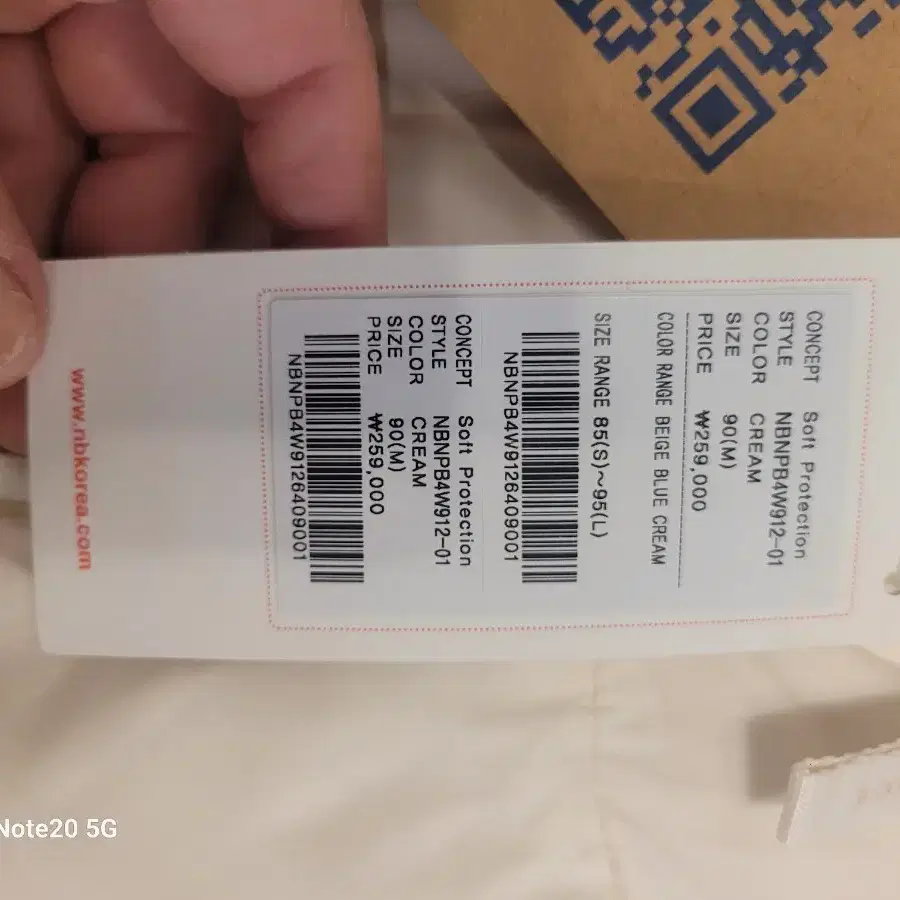 CONCEPT Soft Protection
STYLE NBNPB4W912-01
COLOR CREAM
SIZE 90(M)
PRICE ₩259,000
COLOR RANGE BEIGE BLUE CREAM
SIZE RANGE 85(S)~95(L)
NBNPB4W9126409001
CONCEPT Soft Protection
STYLE NBNPB4W912-01
COLOR CREAM
SIZE 90(M)
PRICE ₩259,000
NBNPB4W9126409001
www.nbkorea.com
Note20 5G